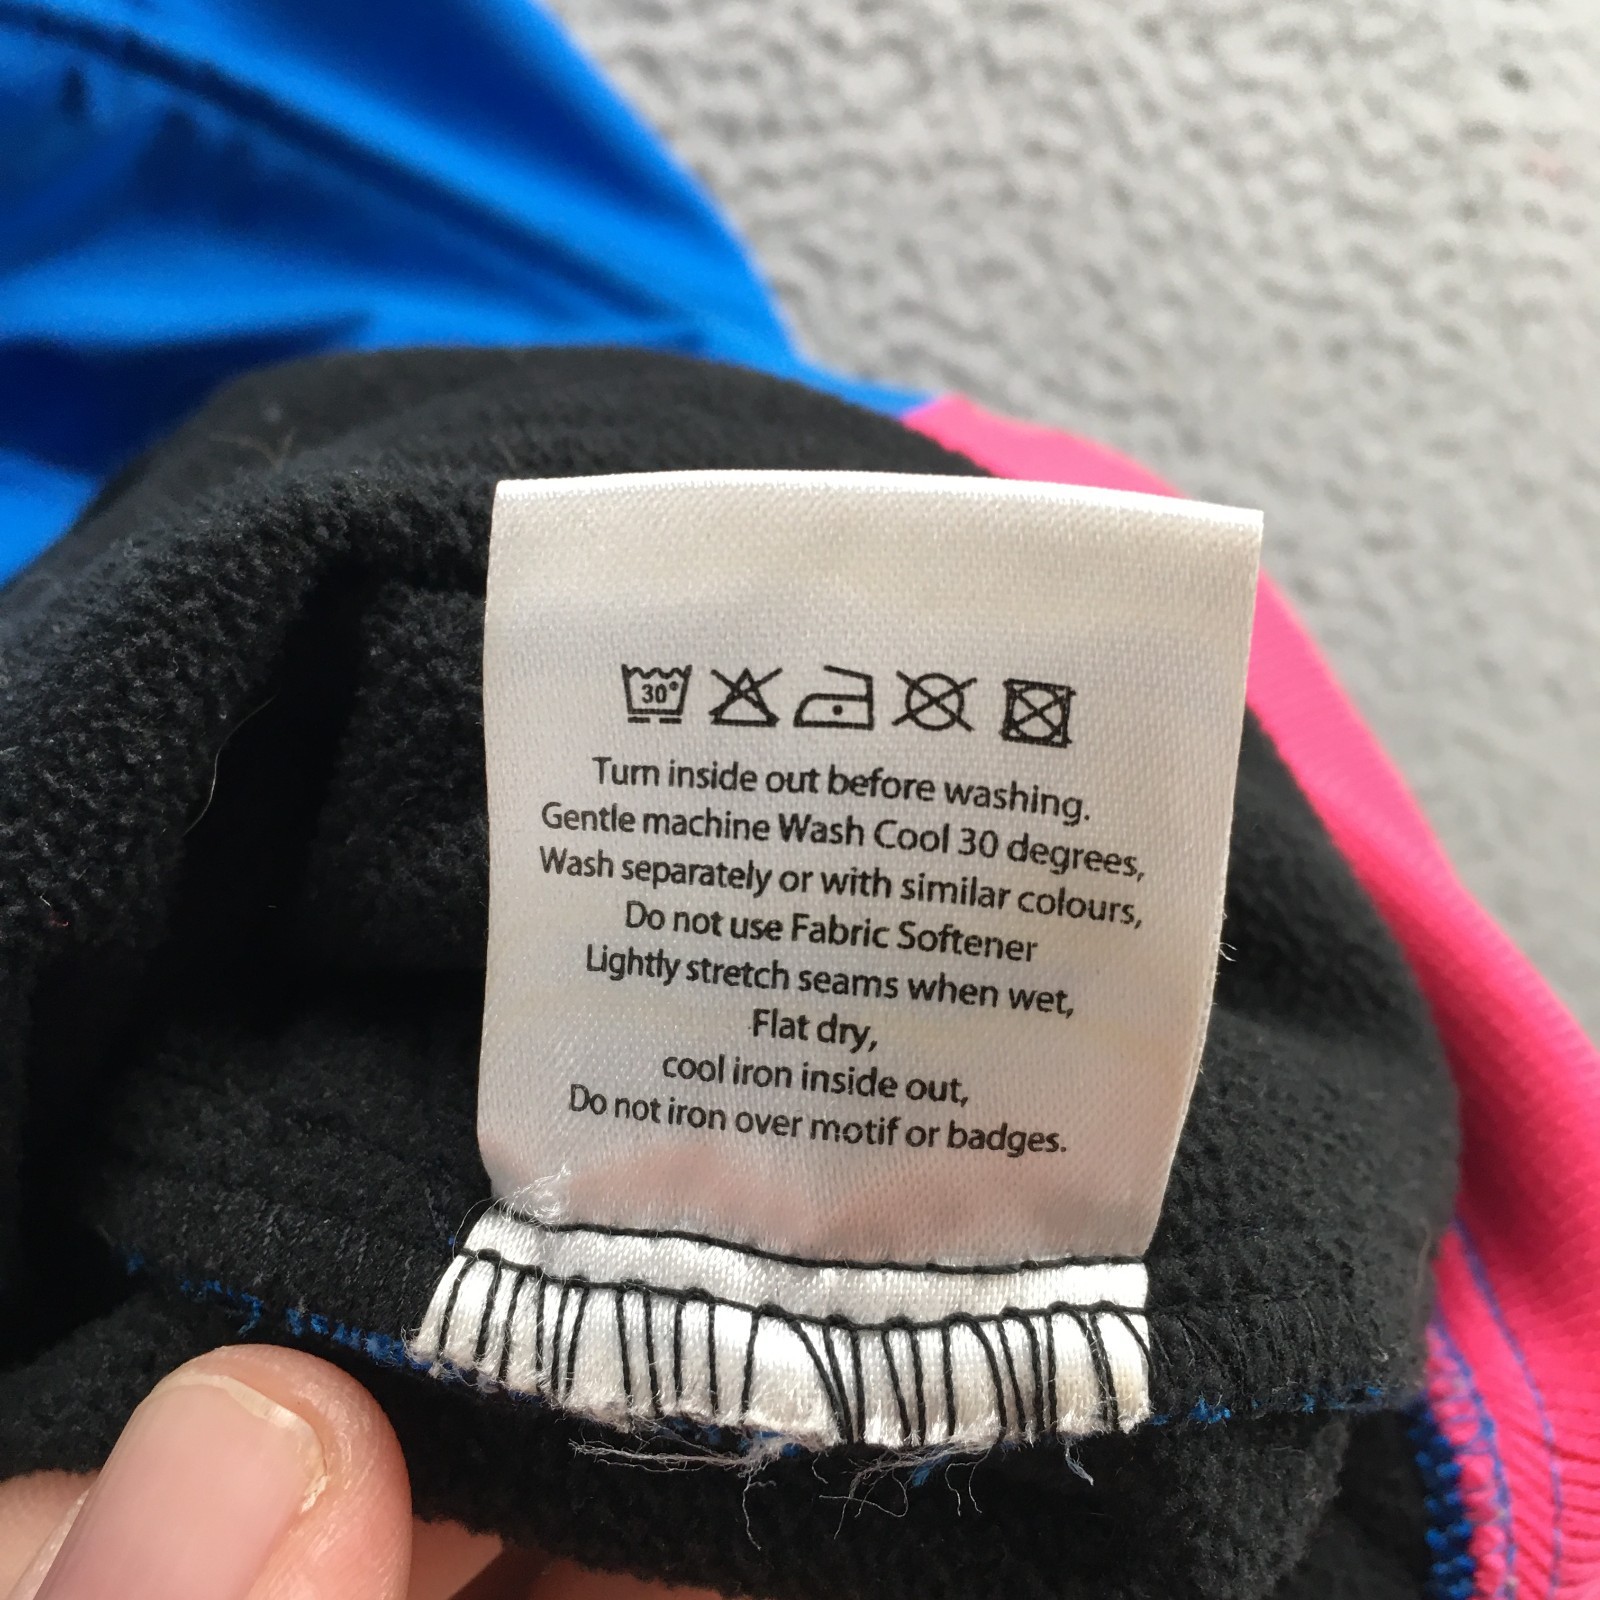 30°
Turn inside out before washing.
Gentle machine Wash Cool 30 degrees,
Wash separately or with similar colours,
Do not use Fabric Softener
Lightly stretch seams when wet,
Flat dry,
cool iron inside out,
Do not iron over motif or badges.